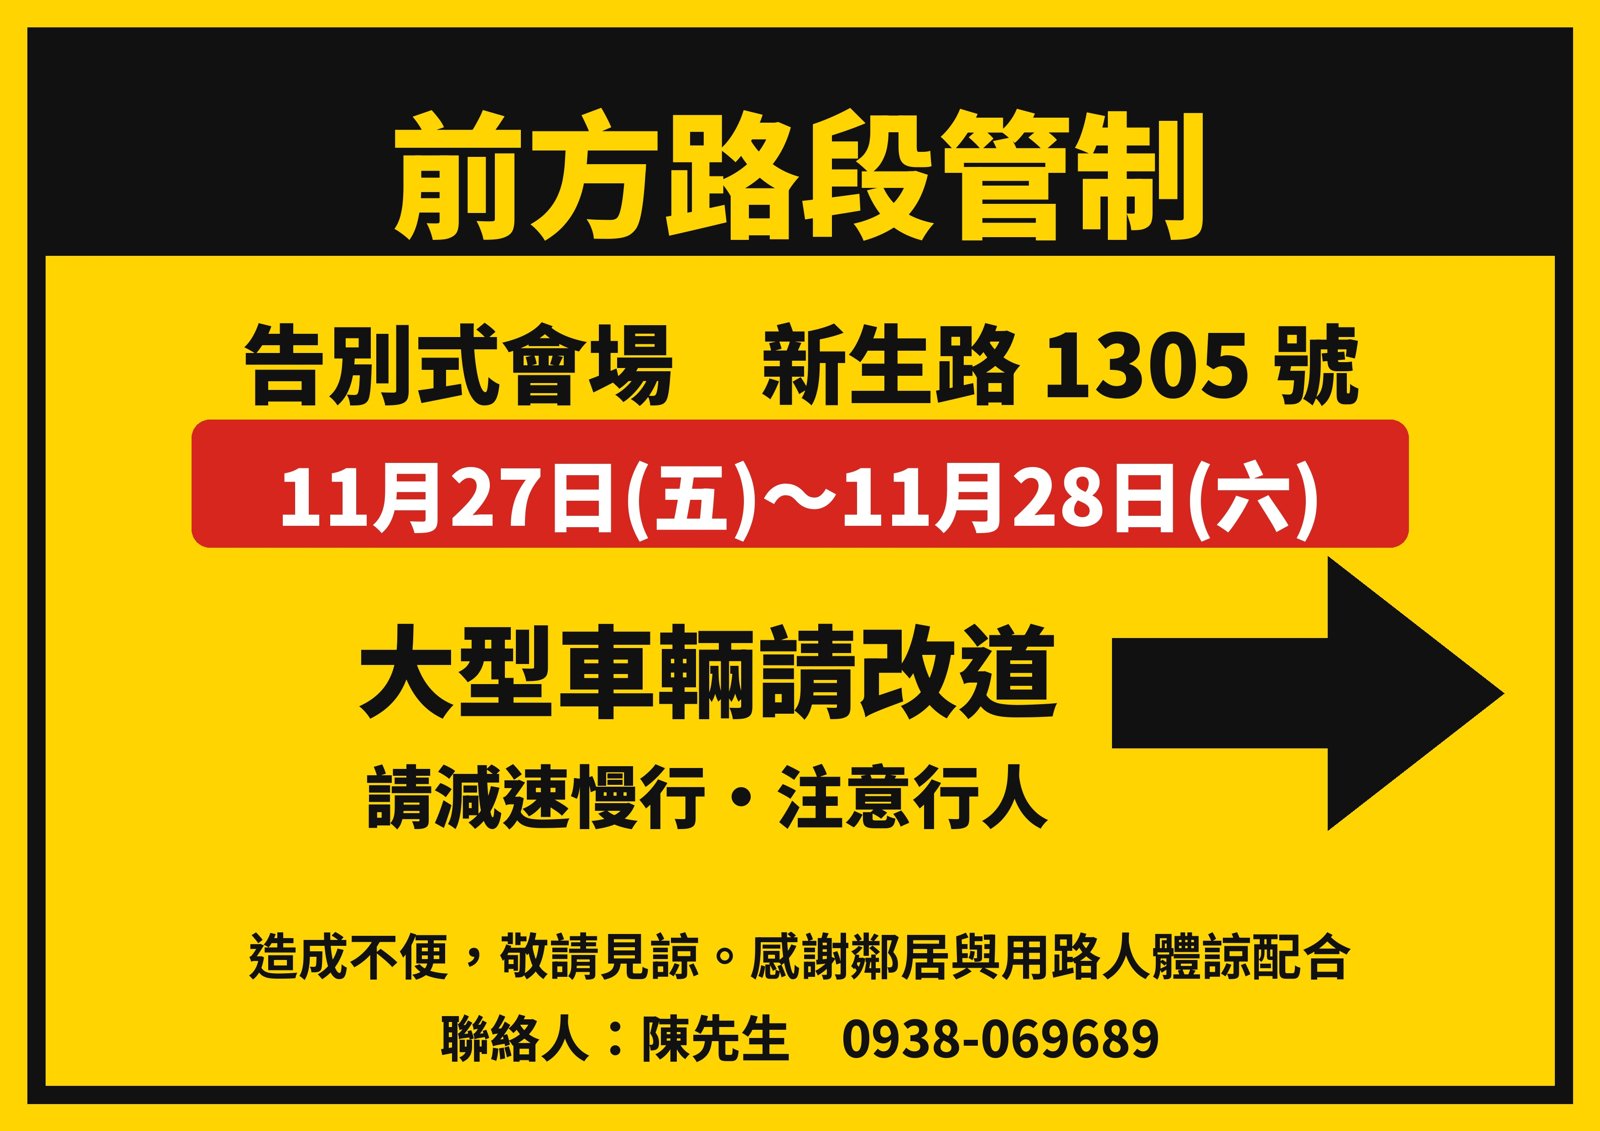 前方路段管制
告別式會場　新生路 1305 號
11月27日(五)～11月28日(六)
大型車輛請改道
請減速慢行・注意行人
造成不便，敬請見諒。感謝鄰居與用路人體諒配合
聯絡人：陳先生　0938-069689